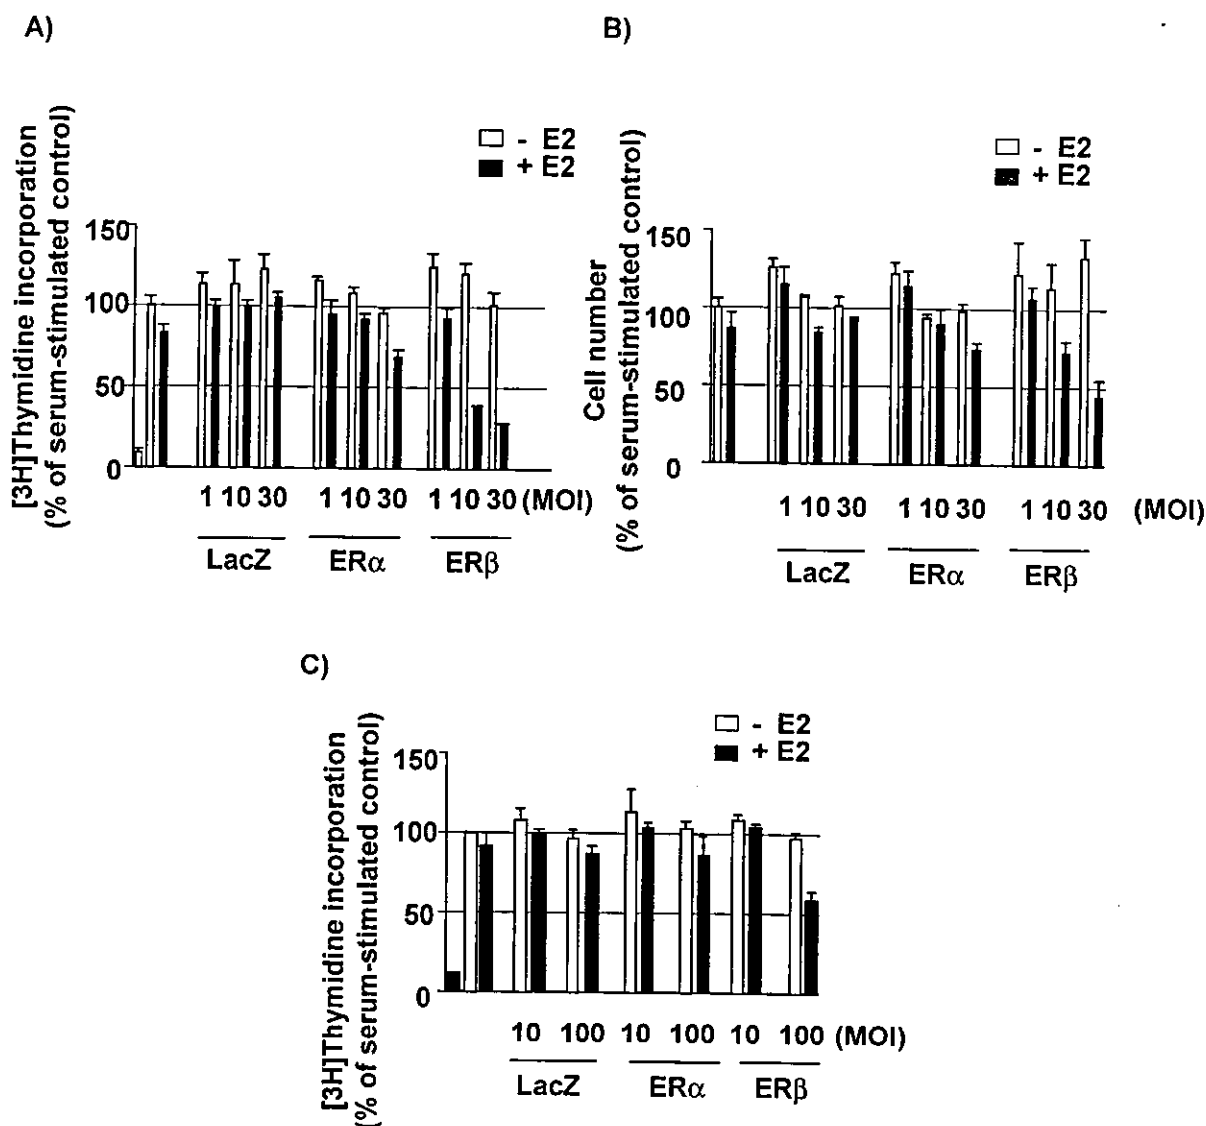 A)
[3H]Thymidine incorporation
(% of serum-stimulated control)
- E2
+ E2
150
100
50
0
1 10 30 1 10 30 1 10 30 (MOI)
LacZ ERα ERβ
B)
Cell number
(% of serum-stimulated control)
- E2
+ E2
150
100
50
0
1 10 30 1 10 30 1 10 30 (MOI)
LacZ ERα ERβ
C)
[3H]Thymidine incorporation
(% of serum-stimulated control)
- E2
+ E2
150
100
50
0
10 100 10 100 10 100 (MOI)
LacZ ERα ERβ